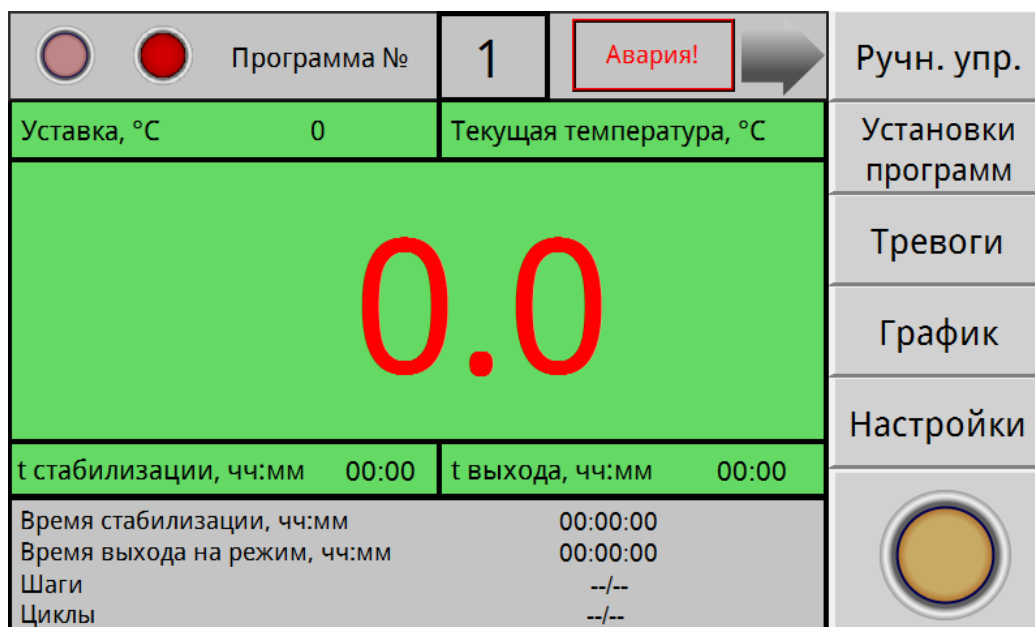 Программа № 1 Авария!
Уставка, °C 0 Текущая температура, °C
0.0
t стабилизации, чч:мм 00:00 t выхода, чч:мм 00:00
Время стабилизации, чч:мм 00:00:00
Время выхода на режим, чч:мм 00:00:00
Шаги --/--
Циклы --/--
Ручн. упр.
Установки
программ
Тревоги
График
Настройки